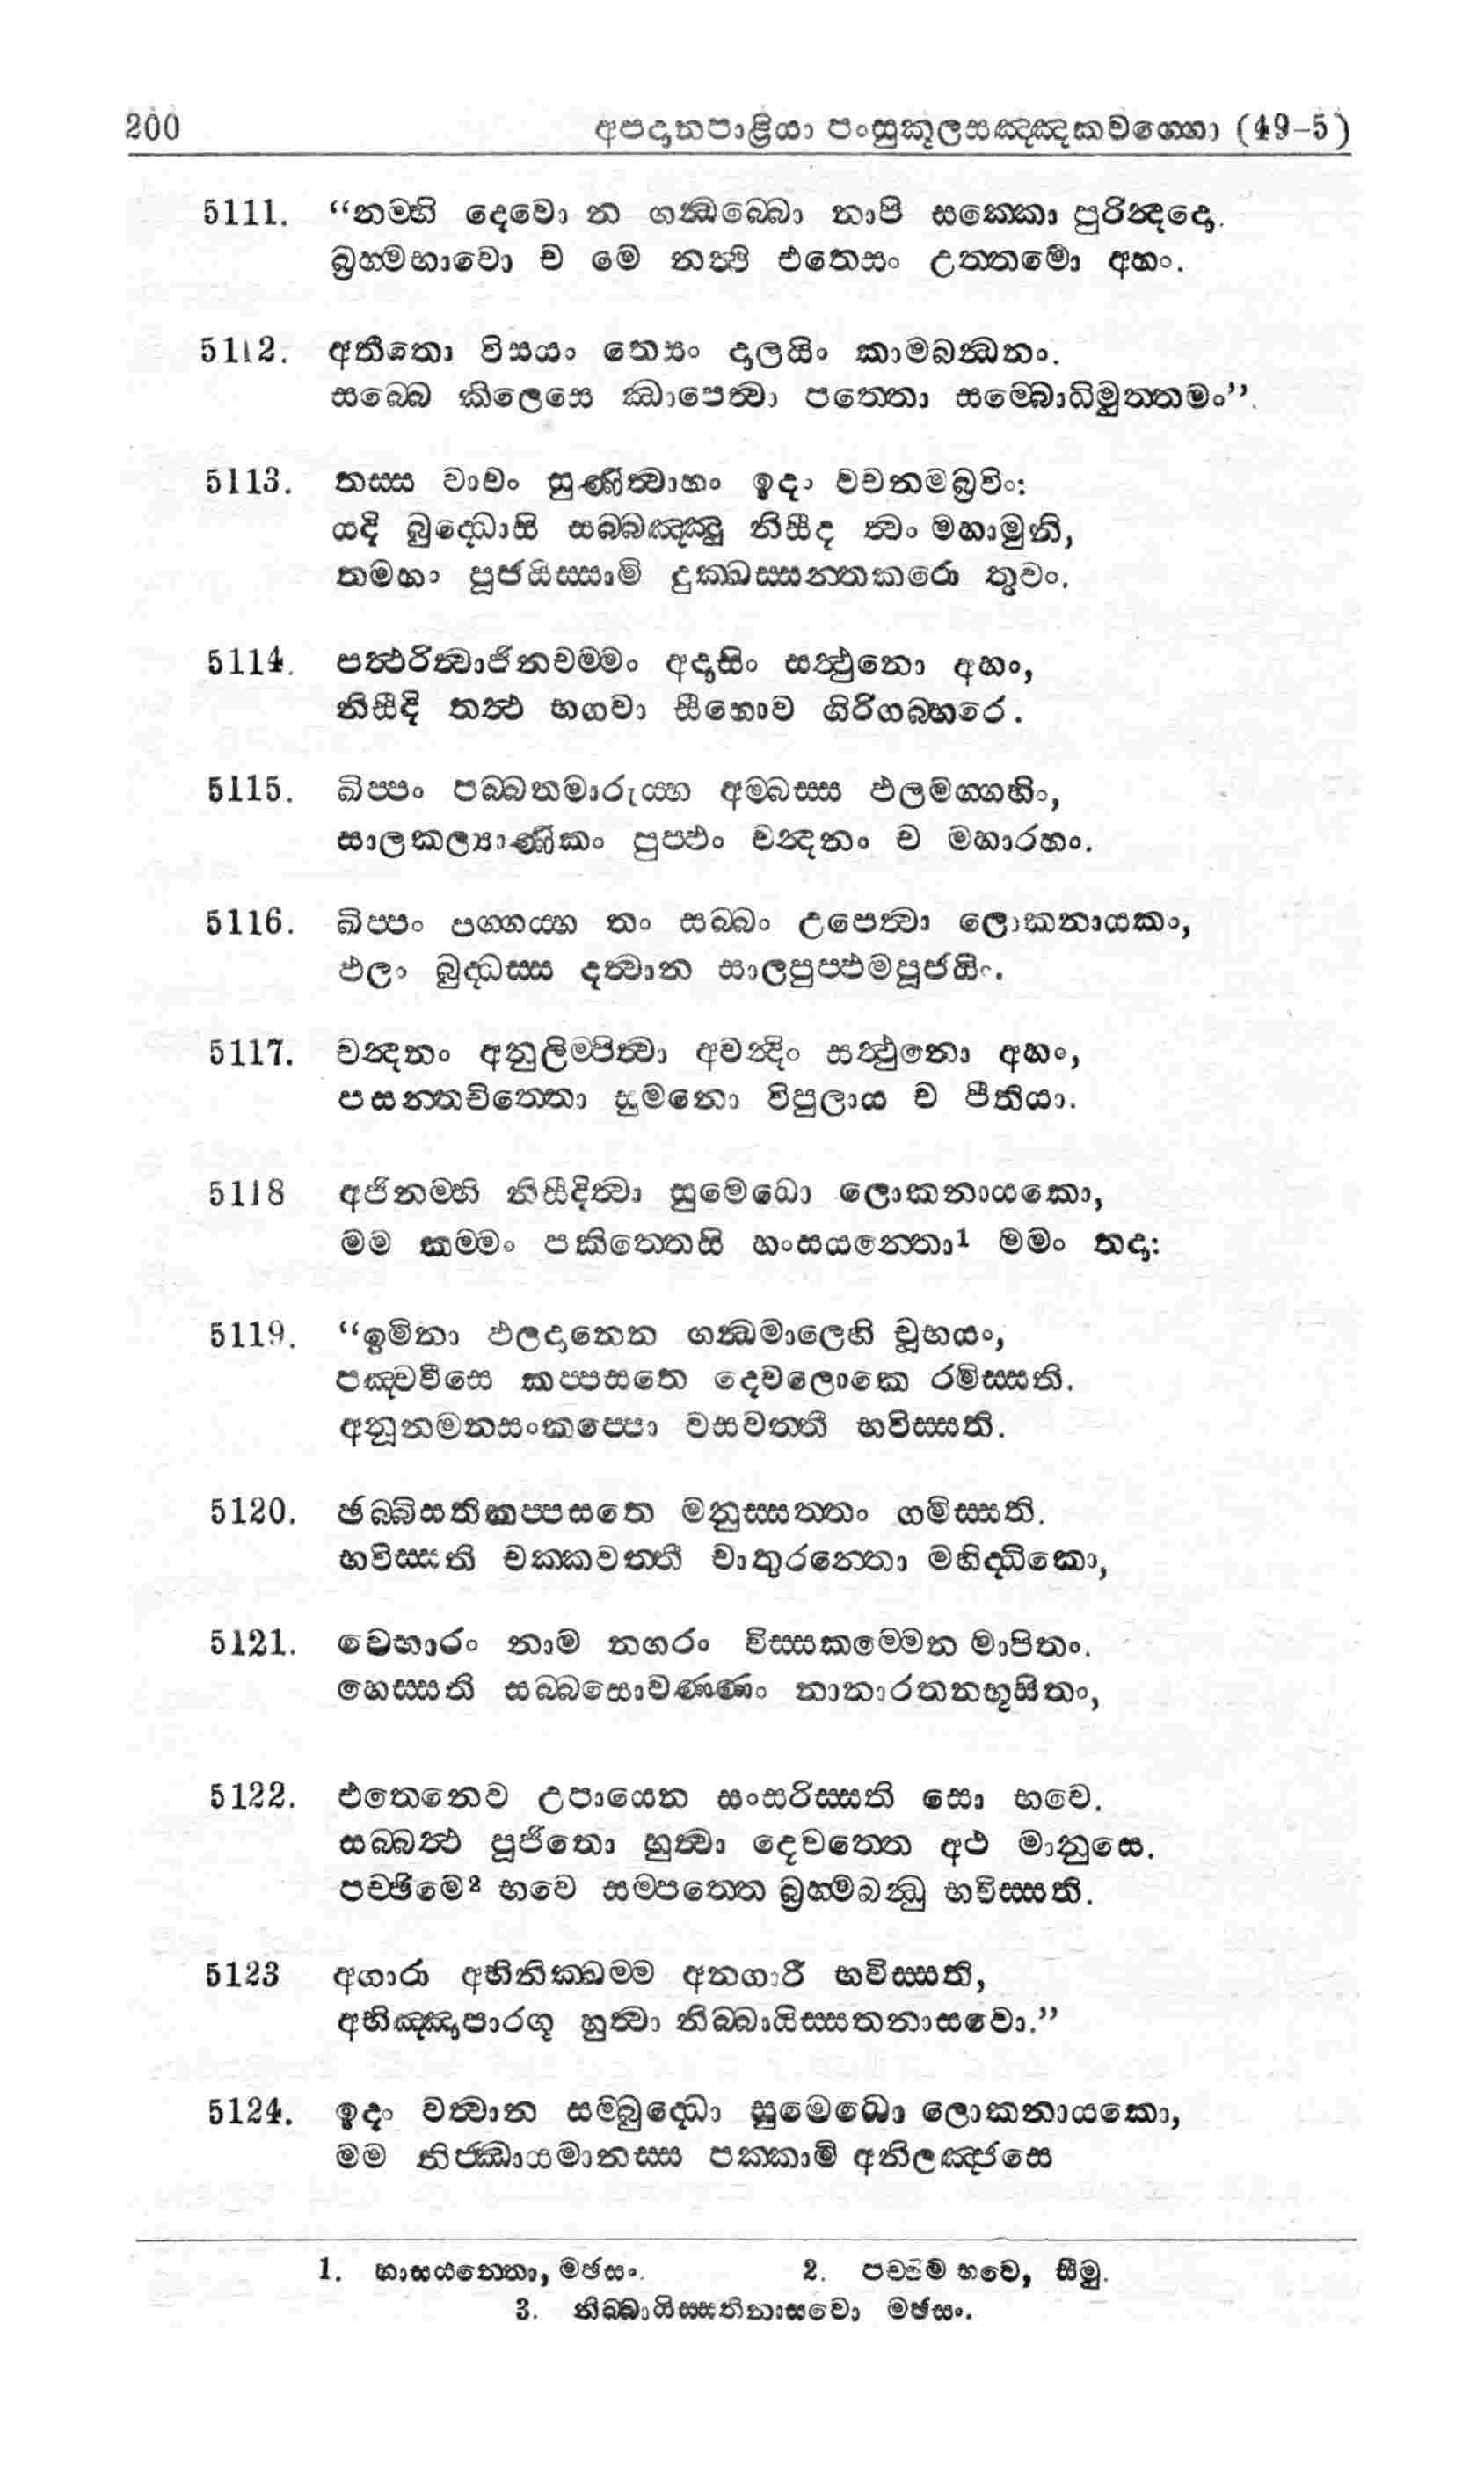 200 අපදානපාළියා පංසුකූලසඤ්ඤකවග්ගො (49-5)
5111. “නම්හි දෙවො න ගන්ධබ්බො නාපි සක්කො පුරින්දදො.
බ්‍රහ්මභාවො ච මෙ නත්ථි එතෙසං උත්තමො අහං.
5112. අතීතො විසයං තෙසං දාලයිං කාමබන්ධනං.
සබ්බෙ කිලෙසෙ ඣාපෙත්වා පත්තො සම්බොධිමුත්තමං”.
5113. තස්ස වාචං සුණිත්වාහං ඉදං වචනමබ්‍රවිං:
යදි බුද්ධොසි සබ්බඤ්ඤු නිසීද ත්වං මහාමුනි,
තමහං පූජයිස්සාමි දුක්ඛස්සන්තකරො තුවං.
5114. පත්ථරිත්වාජිනචම්මං අදාසිං සත්ථුනො අහං,
නිසීදි තත්ථ භගවා සීහොව ගිරිගබ්භරෙ.
5115. ඛිප්පං පබ්බතමාරුය්හ අම්බස්ස ඵලමග්ගහිං,
සාලකල්‍යාණිකං පුප්ඵං චන්දනං ච මහාරහං.
5116. ඛිප්පං පග්ගය්හ තං සබ්බං උපෙත්වා ලොකනායකං,
ඵලං බුද්ධස්ස දත්වාන සාලපුප්ඵමපූජයිං.
5117. චන්දනං අනුලිම්පිත්වා අවන්දිං සත්ථුනො අහං,
පසන්නචිත්තො සුමනො විපුලාය ච පීතියා.
5118 අජිනම්හි නිසීදිත්වා සුමෙධො ලොකනායකො,
මම කම්මං පකිත්තෙසි හංසයන්තො¹ මමං තදා:
5119. “ඉමිනා ඵලදානෙන ගන්ධමාලෙහි චූභයං,
පඤ්චවීසෙ කප්පසතෙ දෙවලොකෙ රමිස්සති.
අනූනමනසංකප්පො වසවත්තී භවිස්සති.
5120. ඡබ්බිසතිකප්පසතෙ මනුස්සත්තං ගමිස්සති.
භවිස්සති චක්කවත්තී චාතුරන්තො මහිද්ධිකො,
5121. වෙභාරං නාම නගරං විස්සකම්මෙන මාපිතං.
හෙස්සති සබ්බසොවණ්ණං නානාරතනභූසිතං,
5122. එතෙනෙව උපායෙන සංසරිස්සති සො භවෙ.
සබ්බත්ථ පූජිතො හුත්වා දෙවත්තෙ අථ මානුසෙ.
පච්ඡිමෙ² භවෙ සම්පත්තෙ බ්‍රහ්මබන්ධු භවිස්සති.
5123 අගාරා අභිනික්ඛම්ම අනගාරී භවිස්සති,
අභිඤ්ඤාපාරගූ හුත්වා නිබ්බායිස්සතනාසවො.”
5124. ඉදං වත්වාන සම්බුද්ධො සුමෙධො ලොකනායකො,
මම නිජ්ඣායමානස්ස පක්කාමි අනිලඤ්ජසෙ
1. හාසයන්තො, මඡසං. 2. පච්ඡිම භවෙ, සීමු.
3. නිබ්බායිස්සතිනාසවො මඡසං.